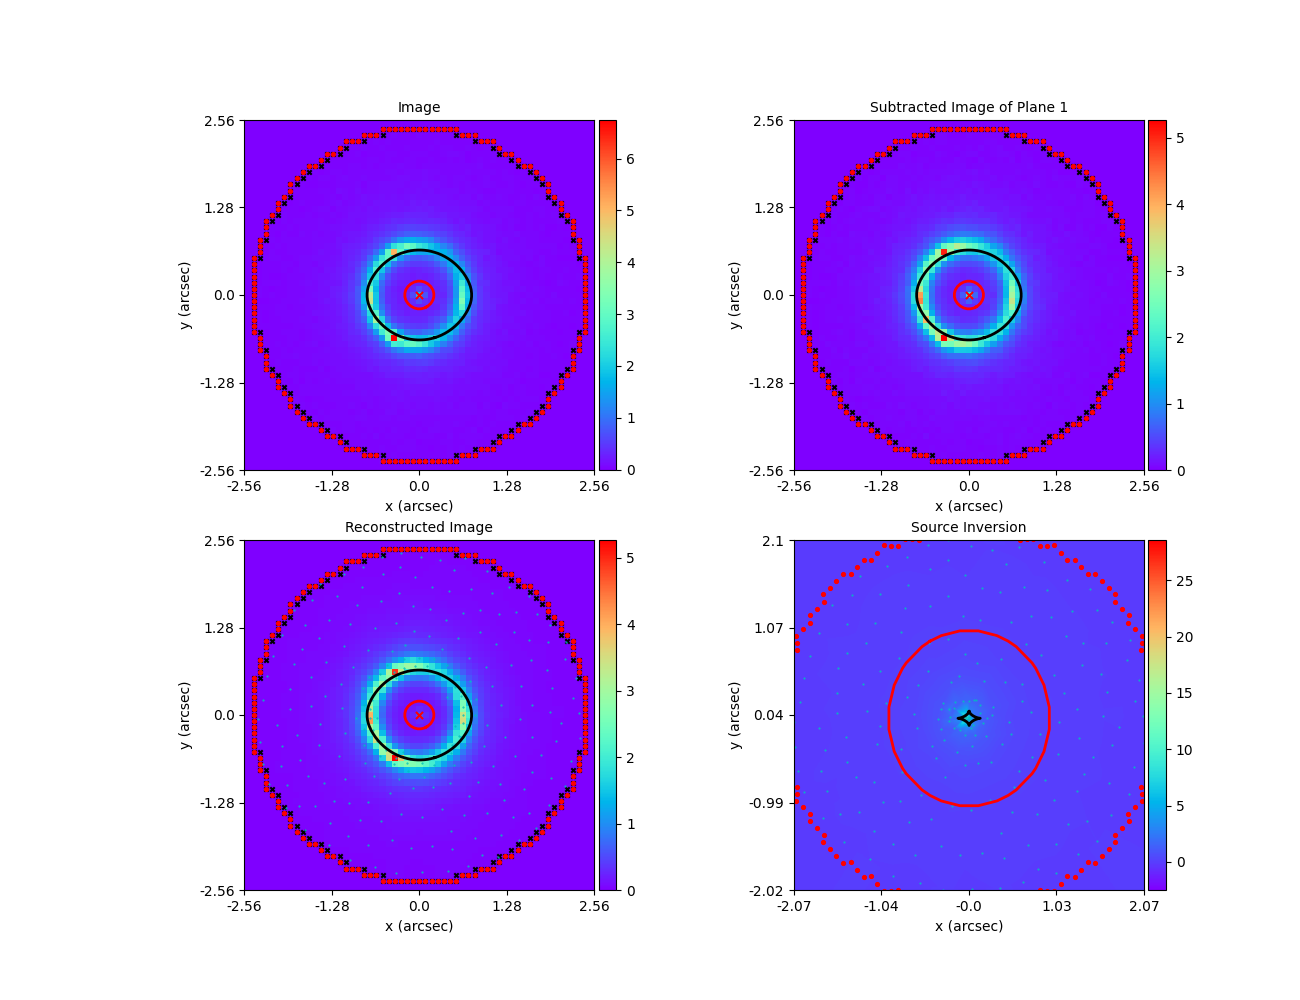 Image
2.56
1.28
0.0
-1.28
-2.56
y (arcsec)
-2.56 -1.28 0.0 1.28 2.56
x (arcsec)
6
5
4
3
2
1
0
Subtracted Image of Plane 1
2.56
1.28
0.0
-1.28
-2.56
y (arcsec)
-2.56 -1.28 0.0 1.28 2.56
x (arcsec)
5
4
3
2
1
0
Reconstructed Image
2.56
1.28
0.0
-1.28
-2.56
y (arcsec)
-2.56 -1.28 0.0 1.28 2.56
x (arcsec)
5
4
3
2
1
0
Source Inversion
2.1
1.07
0.04
-0.99
-2.02
y (arcsec)
-2.07 -1.04 -0.0 1.03 2.07
x (arcsec)
25
20
15
10
5
0